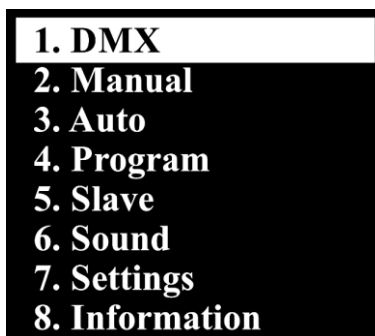 1. DMX
2. Manual
3. Auto
4. Program
5. Slave
6. Sound
7. Settings
8. Information